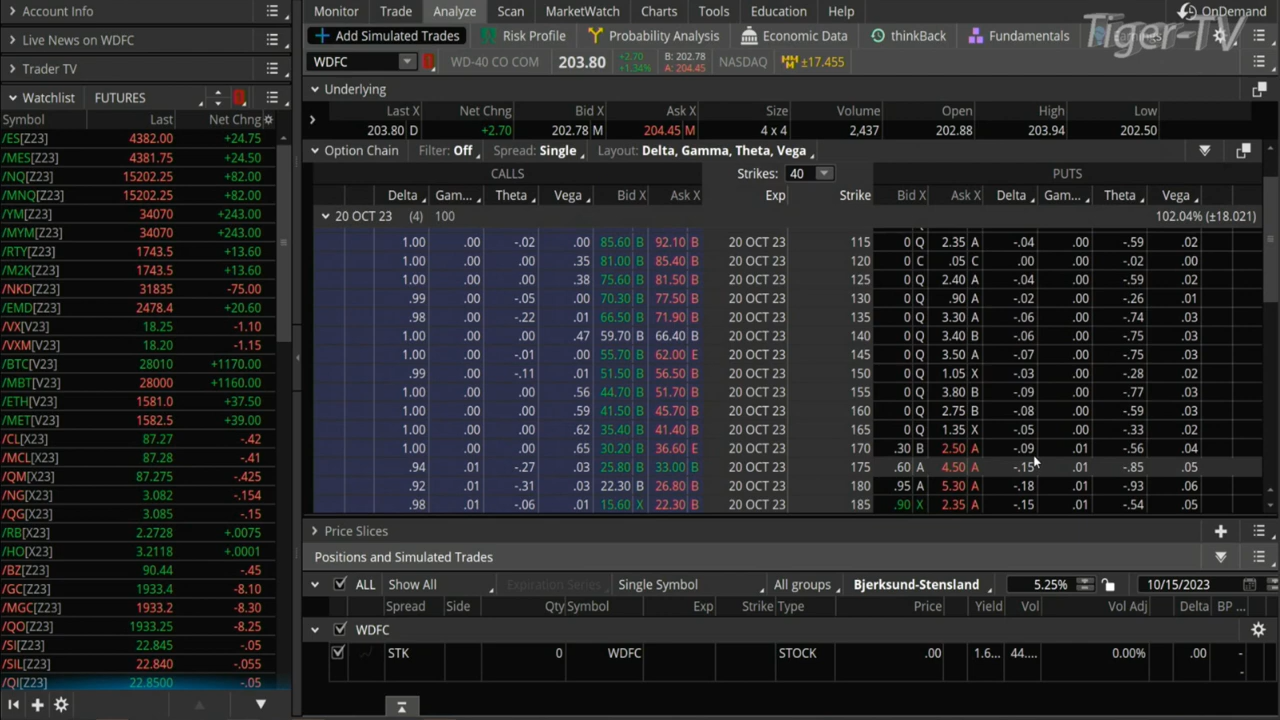 Account Info
Monitor Trade Analyze Scan MarketWatch Charts Tools Education Help OnDemand
Tiger-TV
Live News on WDFC
Add Simulated Trades Risk Profile Probability Analysis Economic Data thinkBack Fundamentals
Trader TV
WDFC WD-40 CO COM 203.80 +2.70 +1.34% B: 202.78 A: 204.45 NASDAQ ±17.455
Watchlist FUTURES
Underlying
Symbol Last Net Chng
Last X Net Chng Bid X Ask X Size Volume Open High Low
203.80 D +2.70 202.78 M 204.45 M 4 x 4 2,437 202.88 203.94 202.50
Option Chain Filter: Off Spread: Single Layout: Delta, Gamma, Theta, Vega
CALLS Strikes: 40 PUTS
Delta Gam... Theta Vega Bid X Ask X Exp Strike Bid X Ask X Delta Gam... Theta Vega
20 OCT 23 (4) 100 102.04% (±18.021)
1.00 .00 -.02 .00 85.60 B 92.10 B 20 OCT 23 115 0 Q 2.35 A -.04 .00 -.59 .02
1.00 .00 .35 81.00 B 85.40 B 20 OCT 23 120 0 C .05 C .00 .00 -.02 .00
1.00 .00 .38 75.60 B 81.50 B 20 OCT 23 125 0 Q 2.40 A -.04 .00 -.59 .02
.99 .00 -.05 .00 70.30 B 77.50 B 20 OCT 23 130 0 Q .90 A -.02 .00 -.26 .01
.98 .00 -.22 .01 66.50 B 71.90 B 20 OCT 23 135 0 Q 3.30 A -.06 .00 -.74 .03
1.00 .00 .47 59.70 B 66.40 B 20 OCT 23 140 0 Q 3.40 B -.06 .00 -.75 .03
1.00 .00 -.01 .00 55.70 B 62.00 E 20 OCT 23 145 0 Q 3.50 A -.07 .00 -.75 .03
.99 .00 -.11 .01 51.50 B 56.50 B 20 OCT 23 150 0 Q 1.05 X -.03 .00 -.28 .02
1.00 .00 .56 44.70 B 51.70 B 20 OCT 23 155 0 Q 3.80 B -.09 .00 -.77 .03
1.00 .00 .59 41.50 B 45.70 B 20 OCT 23 160 0 Q 2.75 B -.08 .00 -.59 .03
1.00 .00 .62 35.40 B 41.40 B 20 OCT 23 165 0 Q 1.35 X -.05 .00 -.33 .02
1.00 .00 .65 30.20 B 36.60 E 20 OCT 23 170 .30 B 2.50 A -.09 .01 -.56 .04
.94 .01 -.27 .03 25.80 B 33.00 B 20 OCT 23 175 .60 A 4.50 A -.15 .01 -.85 .05
.92 .01 -.31 .03 22.30 B 26.80 B 20 OCT 23 180 .95 A 5.30 A -.18 .01 -.93 .06
.98 .01 -.06 .01 15.60 X 22.30 B 20 OCT 23 185 .90 X 2.35 A -.15 .01 -.54 .05
/ES[Z23] 4382.00 +24.75
/MES[Z23] 4381.75 +24.50
/NQ[Z23] 15202.25 +82.00
/MNQ[Z23] 15202.25 +82.00
/YM[Z23] 34070 +243.00
/MYM[Z23] 34070 +243.00
/RTY[Z23] 1743.5 +13.60
/M2K[Z23] 1743.5 +13.60
/NKD[Z23] 31835 -75.00
/EMD[Z23] 2478.4 +20.60
/VX[V23] 18.25 -1.10
/VXM[V23] 18.20 -1.15
/BTC[V23] 28010 +1170.00
/MBT[V23] 28000 +1160.00
/ETH[V23] 1581.0 +37.50
/MET[V23] 1582.5 +39.00
/CL[X23] 87.27 -.42
/MCL[X23] 87.28 -.41
/QM[X23] 87.275 -.425
/NG[X23] 3.082 -.154
/QG[X23] 3.085 -.15
/RB[X23] 2.2728 +.0075
/HO[X23] 3.2118 +.0001
/BZ[Z23] 90.44 -.45
/GC[Z23] 1933.4 -8.10
/MGC[Z23] 1933.2 -8.30
/QO[Z23] 1933.25 -8.25
/SI[Z23] 22.845 -.05
/SIL[Z23] 22.840 -.055
/QI[Z23] 22.8500 -.05
Price Slices
Positions and Simulated Trades
ALL Show All Expiration Series Single Symbol All groups Bjerksund-Stensland 5.25% 10/15/2023
Spread Side Qty Symbol Exp Strike Type Price Yield Vol Vol Adj Delta BP ...
WDFC
STK 0 WDFC STOCK .00 1.6... 44.... 0.00% .00 -
-